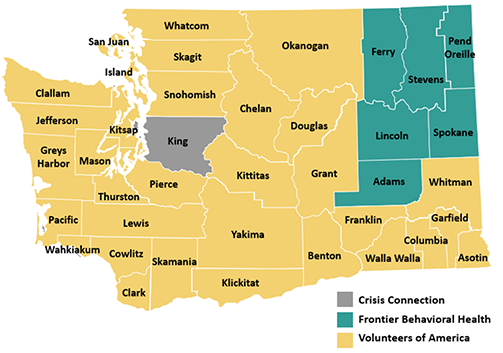 Whatcom
San Juan
Okanogan
Ferry
Pend
Oreille
Skagit
Island
Stevens
Clallam
Snohomish
Chelan
Jefferson
Kitsap
Douglas
King
Lincoln
Spokane
Greys
Harbor
Mason
Kittitas
Grant
Adams
Whitman
Pierce
Thurston
Pacific
Lewis
Yakima
Franklin
Garfield
Columbia
Wahkiakum
Cowlitz
Skamania
Benton
Walla Walla
Asotin
Klickitat
Clark
Crisis Connection
Frontier Behavioral Health
Volunteers of America